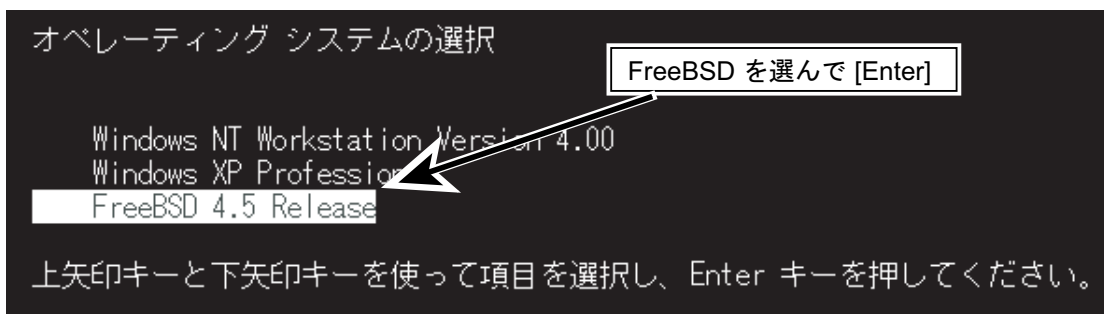 オペレーティング システムの選択
FreeBSD を選んで [Enter]
Windows NT Workstation Version 4.00
Windows XP Profession
FreeBSD 4.5 Release
上矢印キーと下矢印キーを使って項目を選択し、Enter キーを押してください。